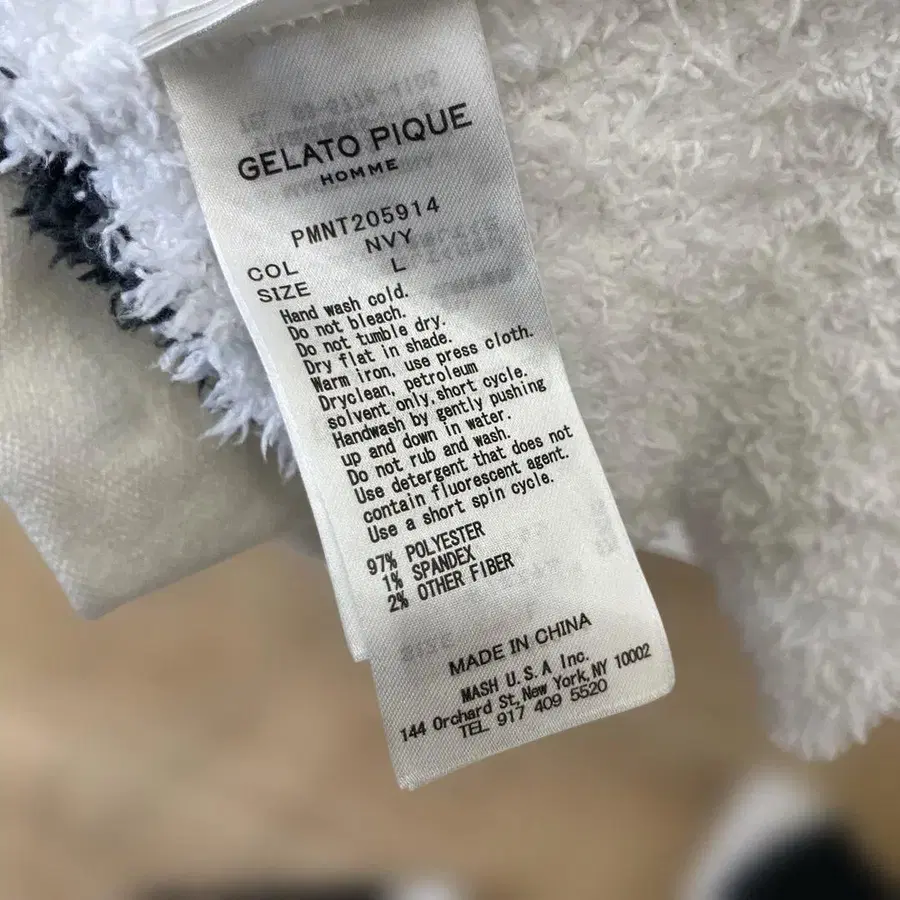 GELATO PIQUE
HOMME
PMNT205914
COL NVY
SIZE L
Hand wash cold.
Do not bleach.
Do not tumble dry.
Dry flat in shade.
Warm iron, use press cloth.
Dryclean, petroleum
solvent only, short cycle.
Handwash by gently pushing
up and down in water.
Do not rub and wash.
Use detergent that does not
contain fluorescent agent.
Use a short spin cycle.
97% POLYESTER
1% SPANDEX
2% OTHER FIBER
MADE IN CHINA
MASH U.S.A Inc.
144 Orchard St, New York, NY 10002
TEL 917 409 5520